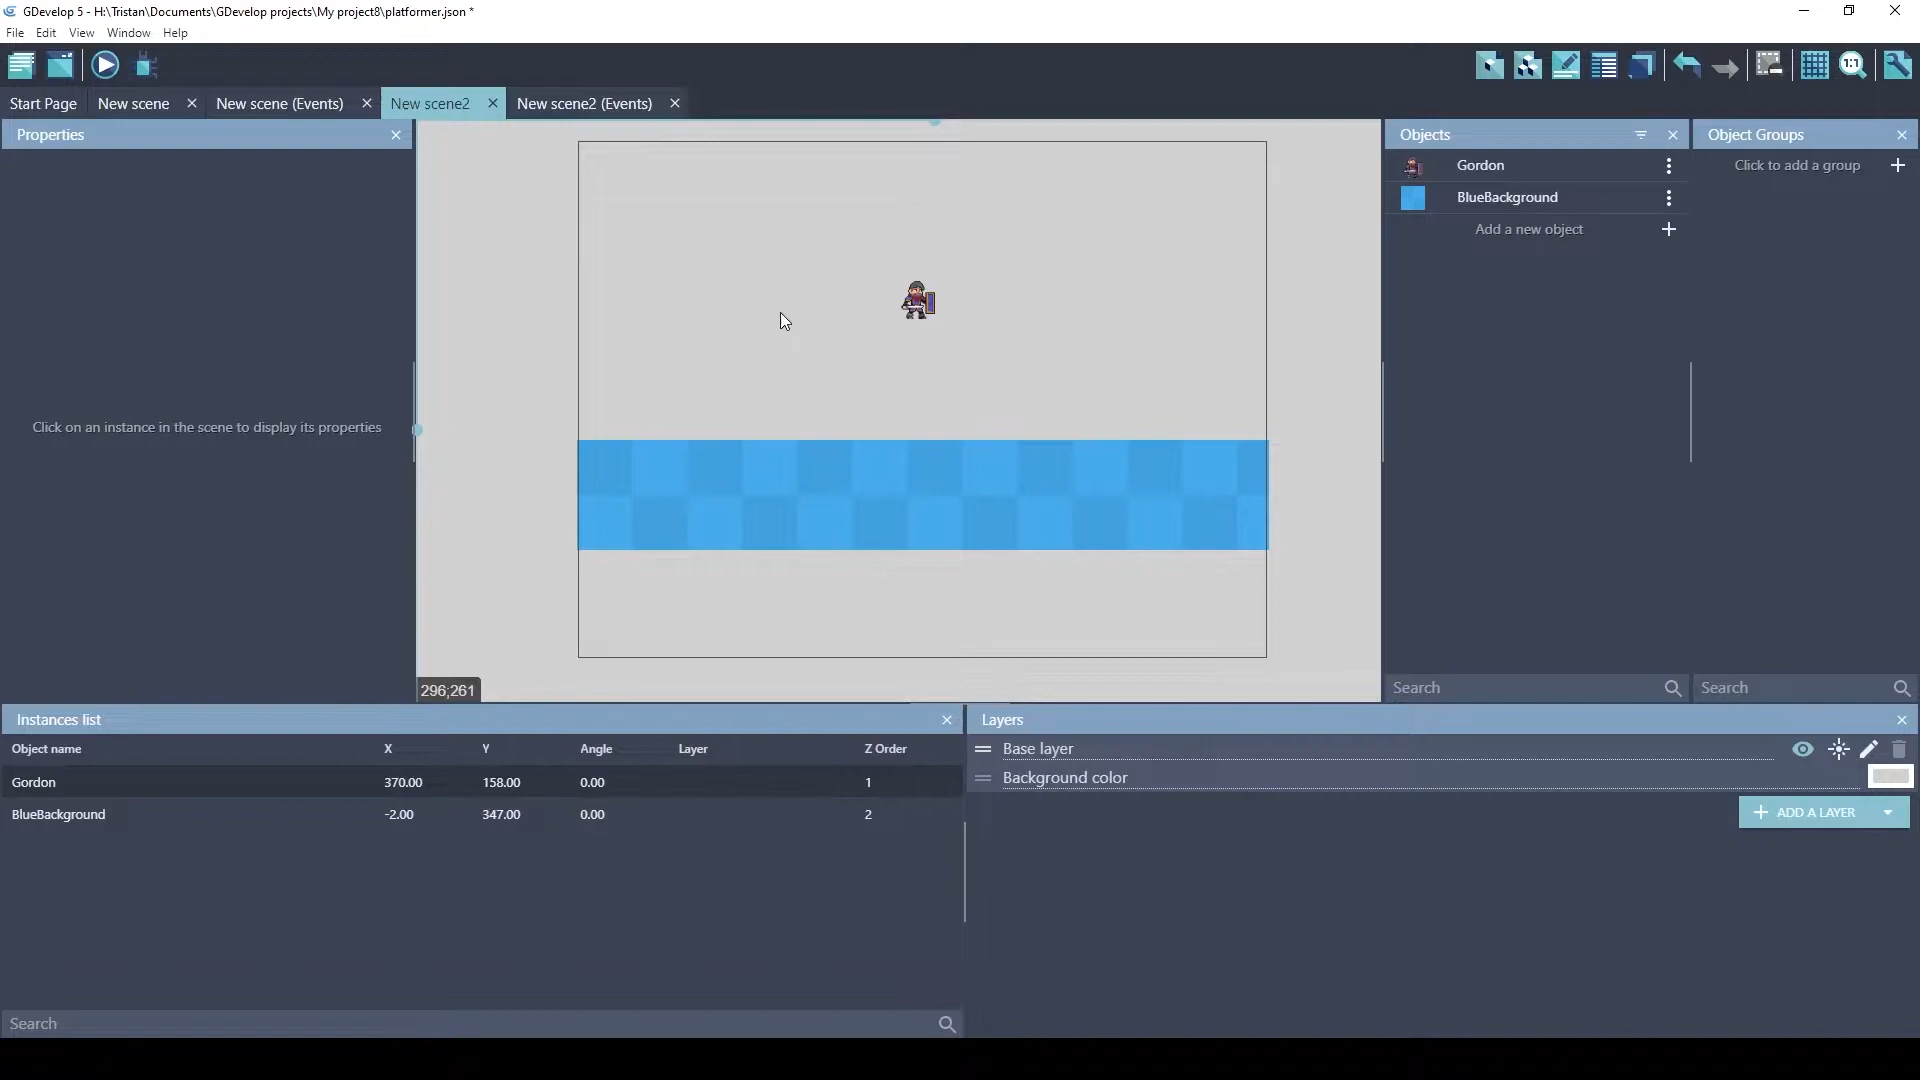 GDevelop 5 - H:\Tristan\Documents\GDevelop projects\My project8\platformer.json *
File Edit View Window Help
1:1
Start Page New scene New scene (Events) New scene2 New scene2 (Events)
Properties
Objects
Object Groups
Gordon
Click to add a group
BlueBackground
Add a new object
Click on an instance in the scene to display its properties
296;261
Search
Search
Instances list
Layers
Object name X Y Angle Layer Z Order
Base layer
Gordon 370.00 158.00 0.00 1
Background color
BlueBackground -2.00 347.00 0.00 2
ADD A LAYER
Search